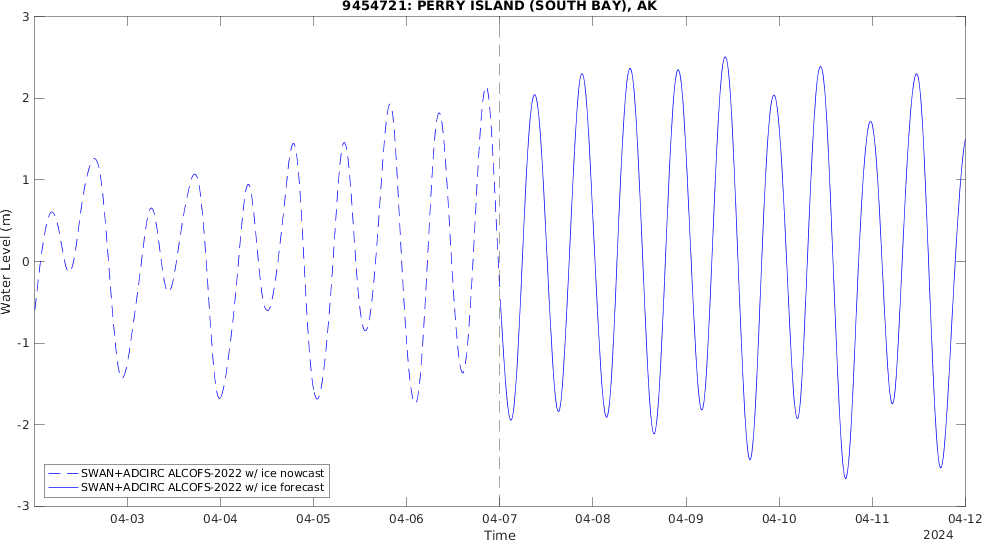 9454721: PERRY ISLAND (SOUTH BAY), AK
3
2
1
0
-1
-2
-3
Water Level (m)
SWAN+ADCIRC ALCOFS-2022 w/ ice nowcast
SWAN+ADCIRC ALCOFS-2022 w/ ice forecast
04-03 04-04 04-05 04-06 04-07 04-08 04-09 04-10 04-11 04-12
Time
2024